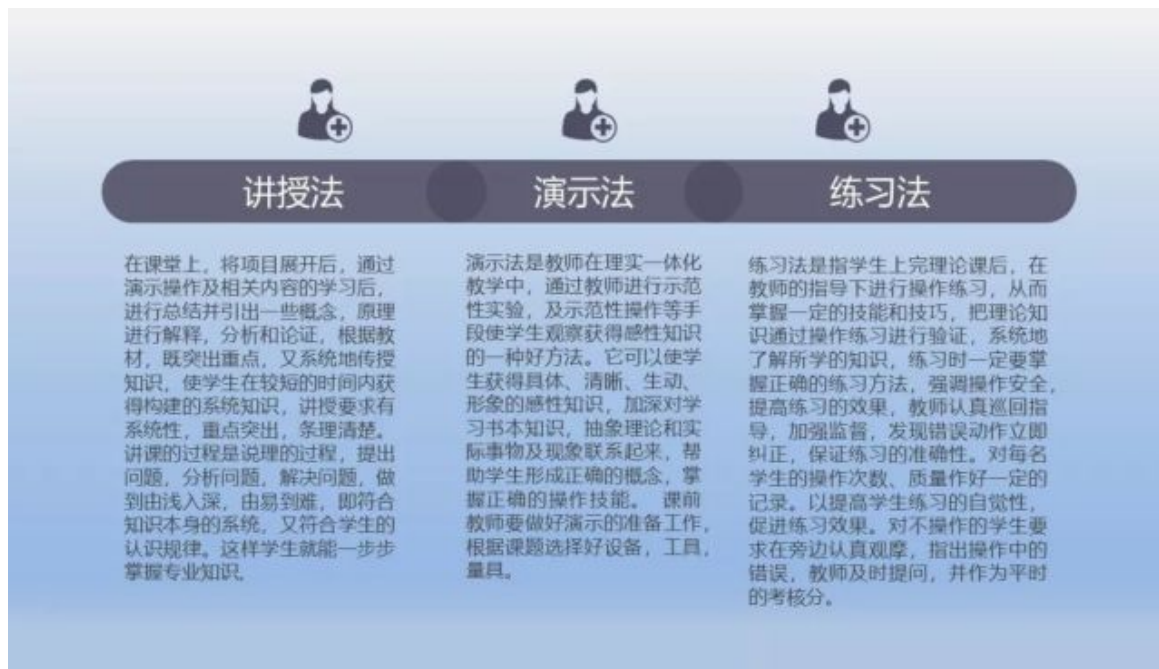 讲授法
演示法
练习法
在课堂上，将项目展开后，通过
演示操作及相关内容的学习后，
进行总结并引出一些概念，原理
进行解释，分析和论证，根据教
材，既突出重点，又系统地传授
知识，使学生在较短的时间内获
得构建的系统知识，讲授要求有
系统性，重点突出，条理清楚。
讲课的过程是说理的过程，提出
问题，分析问题，解决问题，做
到由浅入深，由易到难，即符合
知识本身的系统，又符合学生的
认识规律。这样学生就能一步步
掌握专业知识。
演示法是教师在理实一体化
教学中，通过教师进行示范
性实验，及示范性操作等手
段使学生观察获得感性知识
的一种好方法。它可以使学
生获得具体、清晰、生动、
形象的感性知识，加深对学
习书本知识，抽象理论和实
际事物及现象联系起来，帮
助学生形成正确的概念，掌
握正确的操作技能。 课前
教师要做好演示的准备工作，
根据课题选择好设备，工具，
量具。
练习法是指学生上完理论课后，在
教师的指导下进行操作练习，从而
掌握一定的技能和技巧，把理论知
识通过操作练习进行验证，系统地
了解所学的知识，练习时一定要掌
握正确的练习方法，强调操作安全，
提高练习的效果，教师认真巡回指
导，加强监督，发现错误动作立即
纠正，保证练习的准确性。对每名
学生的操作次数、质量作好一定的
记录。以提高学生练习的自觉性，
促进练习效果。对不操作的学生要
求在旁边认真观摩，指出操作中的
错误，教师及时提问，并作为平时
的考核分。